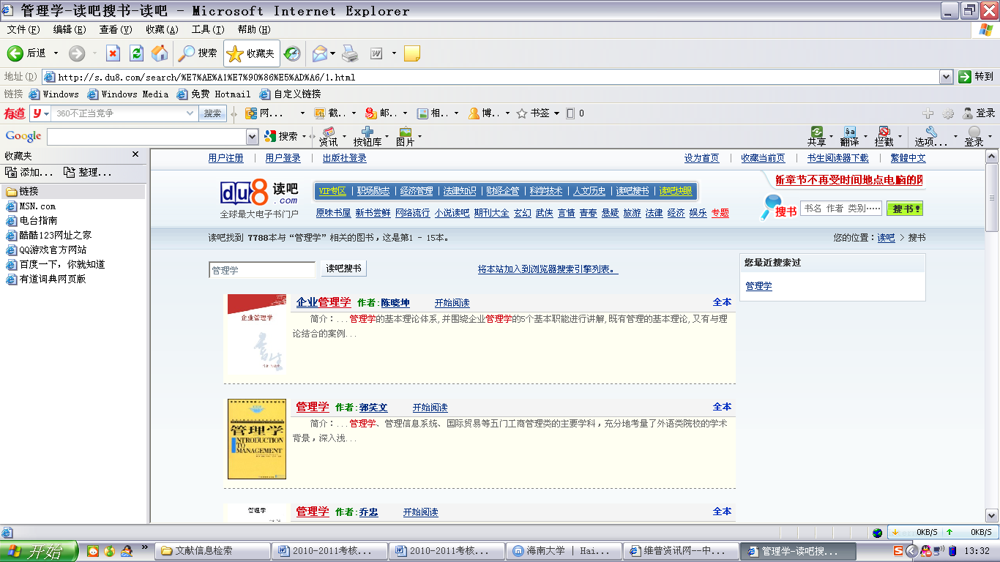 管理学-读吧搜书-读吧 - Microsoft Internet Explorer
文件(F) 编辑(E) 查看(V) 收藏(A) 工具(T) 帮助(H)
后退 搜索 收藏夹
地址(D) http://s.du8.com/search/%E7%AE%A1%E7%90%86%E5%AD%A6/1.html 转到
链接 Windows Windows Media 免费 Hotmail 自定义链接
有道 360不正当竞争 搜索 网... 截... 邮... 相... 博... 书签 0 登录
Google 搜索 资讯 按钮库 图片 共享 翻译 拦截 选项... 登录
收藏夹
添加... 整理...
链接
MSN.com
电台指南
酷酷123网址之家
QQ游戏官方网站
百度一下，你就知道
有道词典网页版
用户注册 | 用户登录 | 出版社登录 设为首页 | 收藏当前页 | 书生阅读器下载 | 繁體中文
du8 读吧 .com
全球最大电子书门户
VIP专区 | 职场励志 | 经济管理 | 法律知识 | 财经企管 | 科学技术 | 人文历史 | 读吧搜书 | 读吧快眼
原味书屋 新书尝鲜 网络流行 小说读吧 期刊大全 玄幻 武侠 言情 青春 悬疑 旅游 法律 经济 娱乐 专题
新章节不再受时间地点电脑的限
搜书 书名 作者 类别····· 搜书!
读吧找到 7788本与“管理学”相关的图书，这是第1 - 15本。 您的位置：读吧 > 搜书
管理学 读吧搜书 将本站加入到浏览器搜索引擎列表。
您最近搜索过
管理学
企业管理学
企业管理学 作者:陈晓坤 开始阅读 全本
简介：...管理学的基本理论体系,并围绕企业管理学的5个基本职能进行讲解,既有管理的基本理论,又有与理
论结合的案例...
管理学
INTRODUCTION
TO
MANAGEMENT
管理学 作者:郭笑文 开始阅读 全本
简介：...管理学、管理信息系统、国际贸易等五门工商管理类的主要学科，充分地考量了外语类院校的学术
背景，深入浅...
管理学
管理学 作者:乔忠 开始阅读 全本
0KB/S 0KB/S
开始 文献信息检索 2010-2011考核... 2010-2011考核... 海南大学 | Hai... 维普资讯网--中... 管理学-读吧搜... 13:32